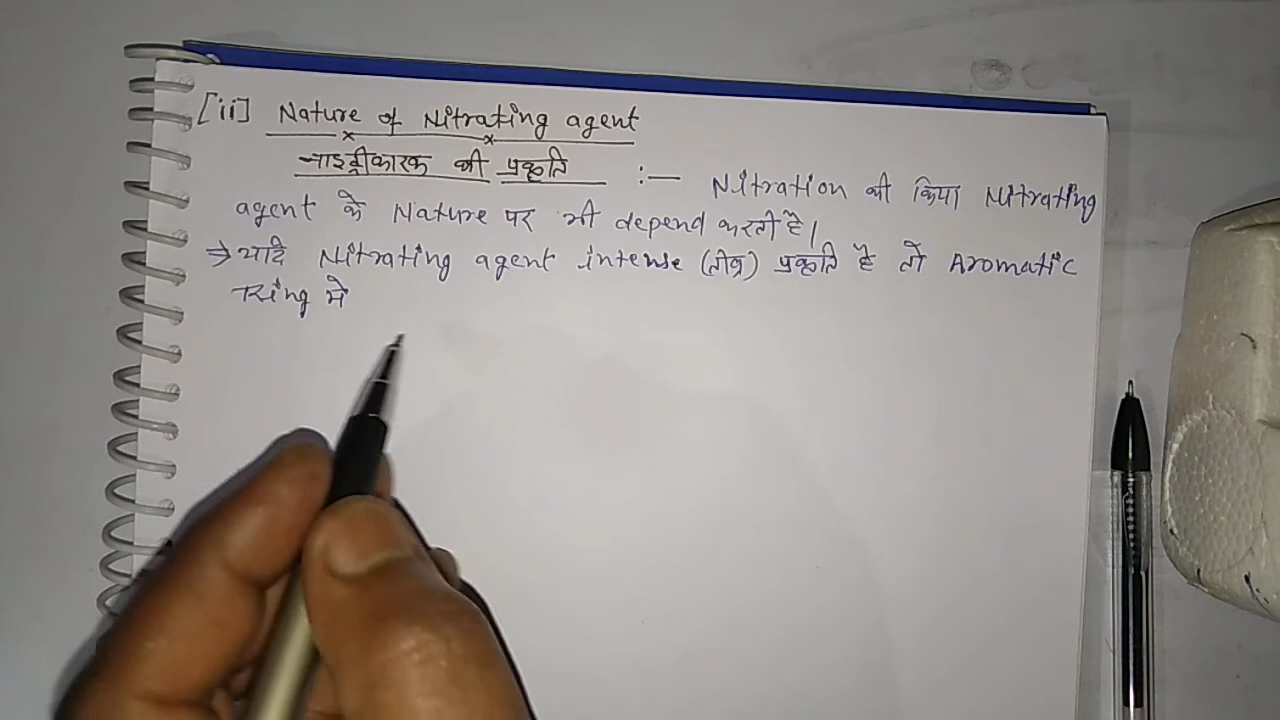 [ii] Nature of Nitrating agent
नाइट्रीकारक की प्रकृति :— Nitration की क्रिया Nitrating
agent के Nature पर भी depend करती है।
→ यदि Nitrating agent intense (तीव्र) प्रकृति है तो Aromatic
Ring मे